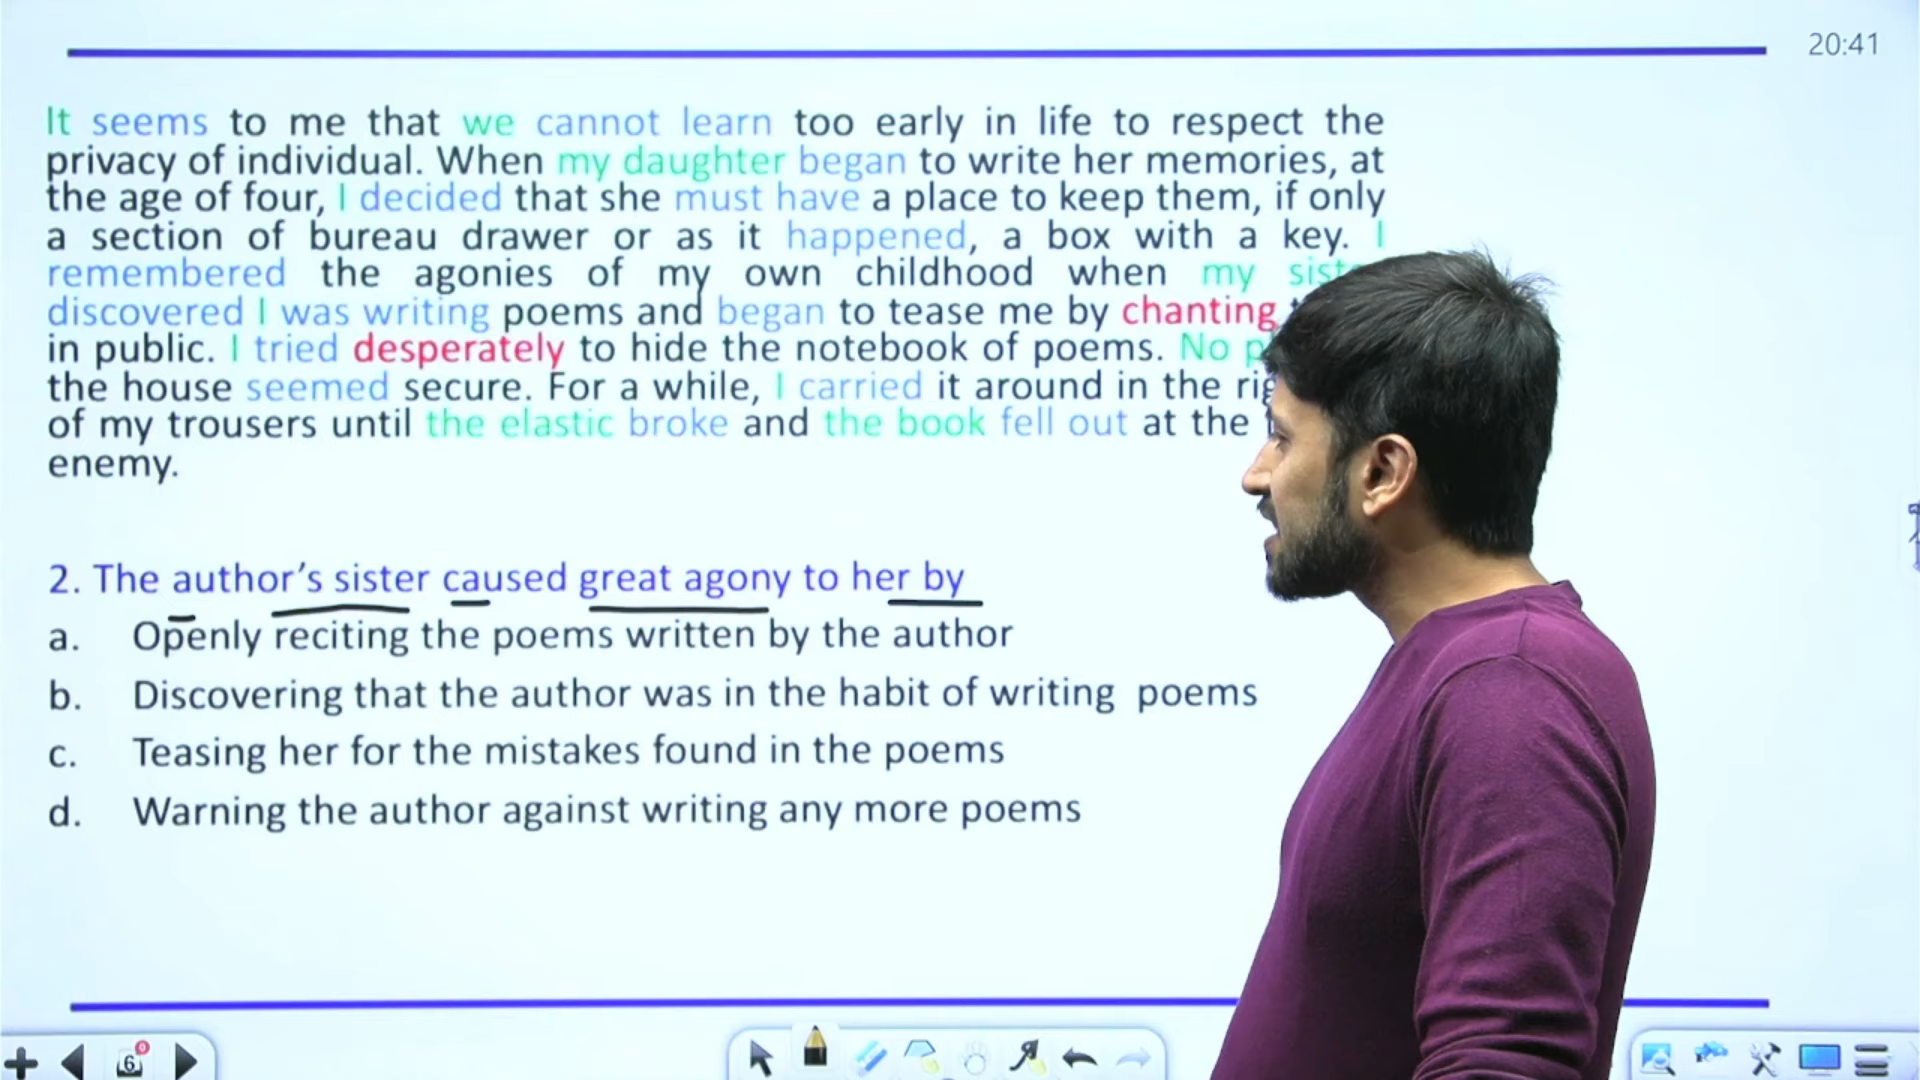 20:41
It seems to me that we cannot learn too early in life to respect the
privacy of individual. When my daughter began to write her memories, at
the age of four, I decided that she must have a place to keep them, if only
a section of bureau drawer or as it happened, a box with a key. I
remembered the agonies of my own childhood when my
discovered I was writing poems and began to tease me by chanting
in public. I tried desperately to hide the notebook of poems. No
the house seemed secure. For a while, I carried it around in the
of my trousers until the elastic broke and the book fell out at the
enemy.
2. The author's sister caused great agony to her by
a. Openly reciting the poems written by the author
b. Discovering that the author was in the habit of writing poems
c. Teasing her for the mistakes found in the poems
d. Warning the author against writing any more poems
6
0